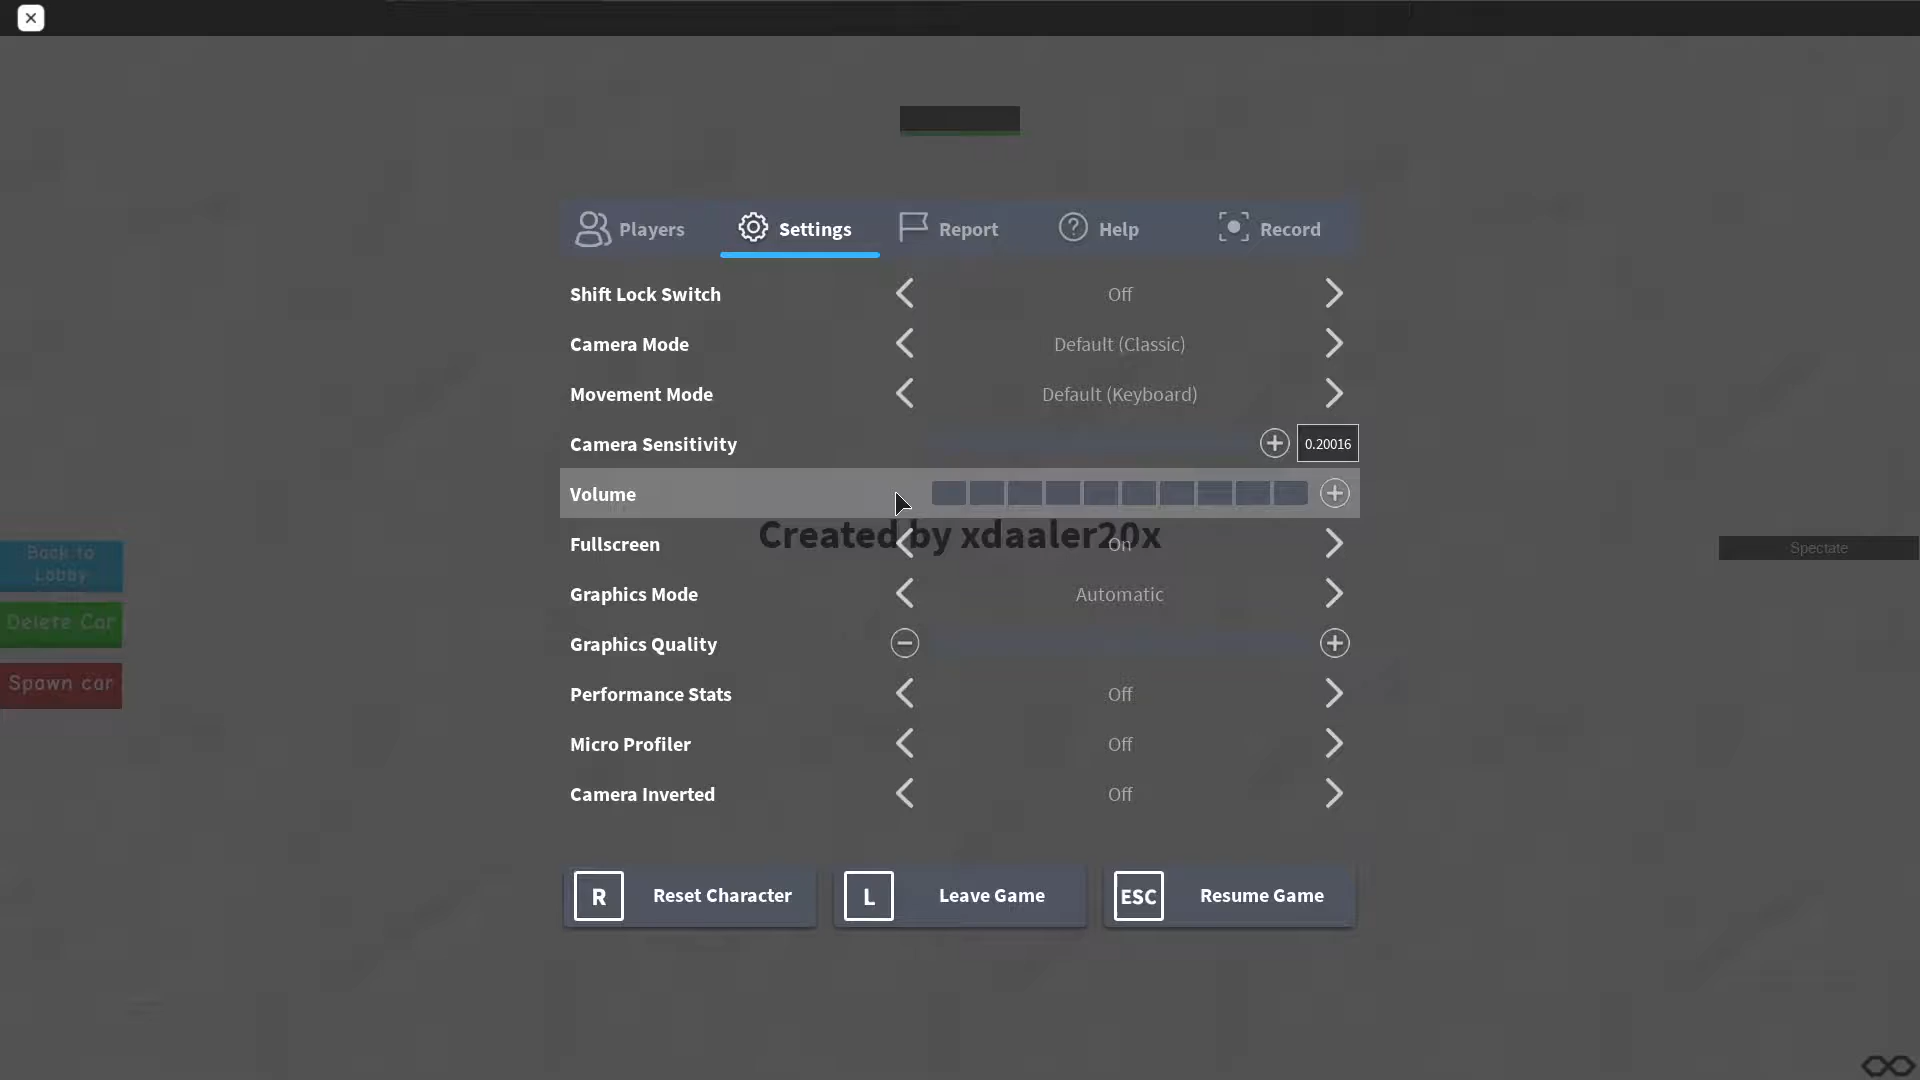 Players
Settings
Report
Help
Record
Shift Lock Switch
Off
Camera Mode
Default (Classic)
Movement Mode
Default (Keyboard)
Camera Sensitivity
0.20016
Volume
Created by xdaaler20x
Fullscreen
On
Graphics Mode
Automatic
Graphics Quality
Performance Stats
Off
Micro Profiler
Off
Camera Inverted
Off
Back to
Lobby
Delete Car
Spawn car
Spectate
R
Reset Character
L
Leave Game
ESC
Resume Game